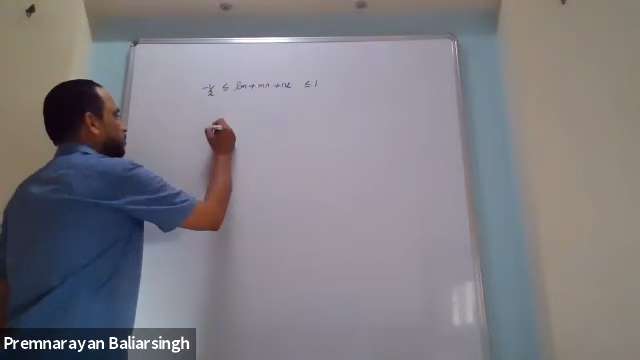 -1/2 ≤ lm + mn + nl ≤ 1
Premnarayan Baliarsingh